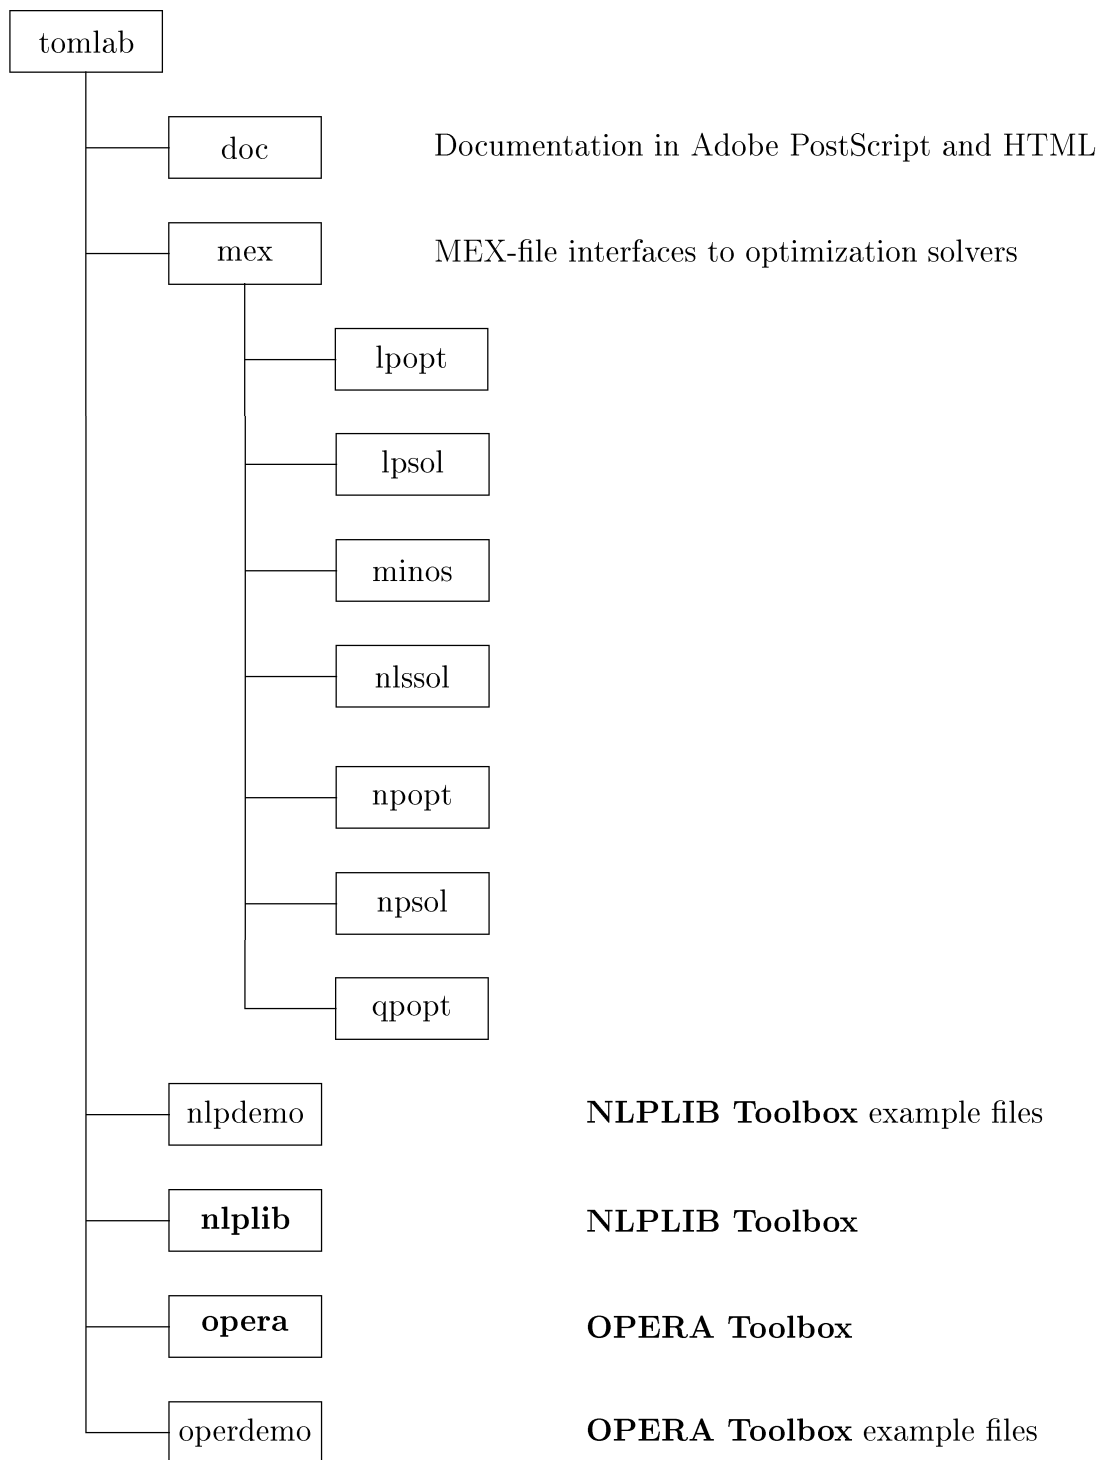 tomlab
doc Documentation in Adobe PostScript and HTML
mex MEX-file interfaces to optimization solvers
lpopt
lpsol
minos
nlssol
npopt
npsol
qpopt
nlpdemo NLPLIB Toolbox example files
nlplib NLPLIB Toolbox
opera OPERA Toolbox
operdemo OPERA Toolbox example files